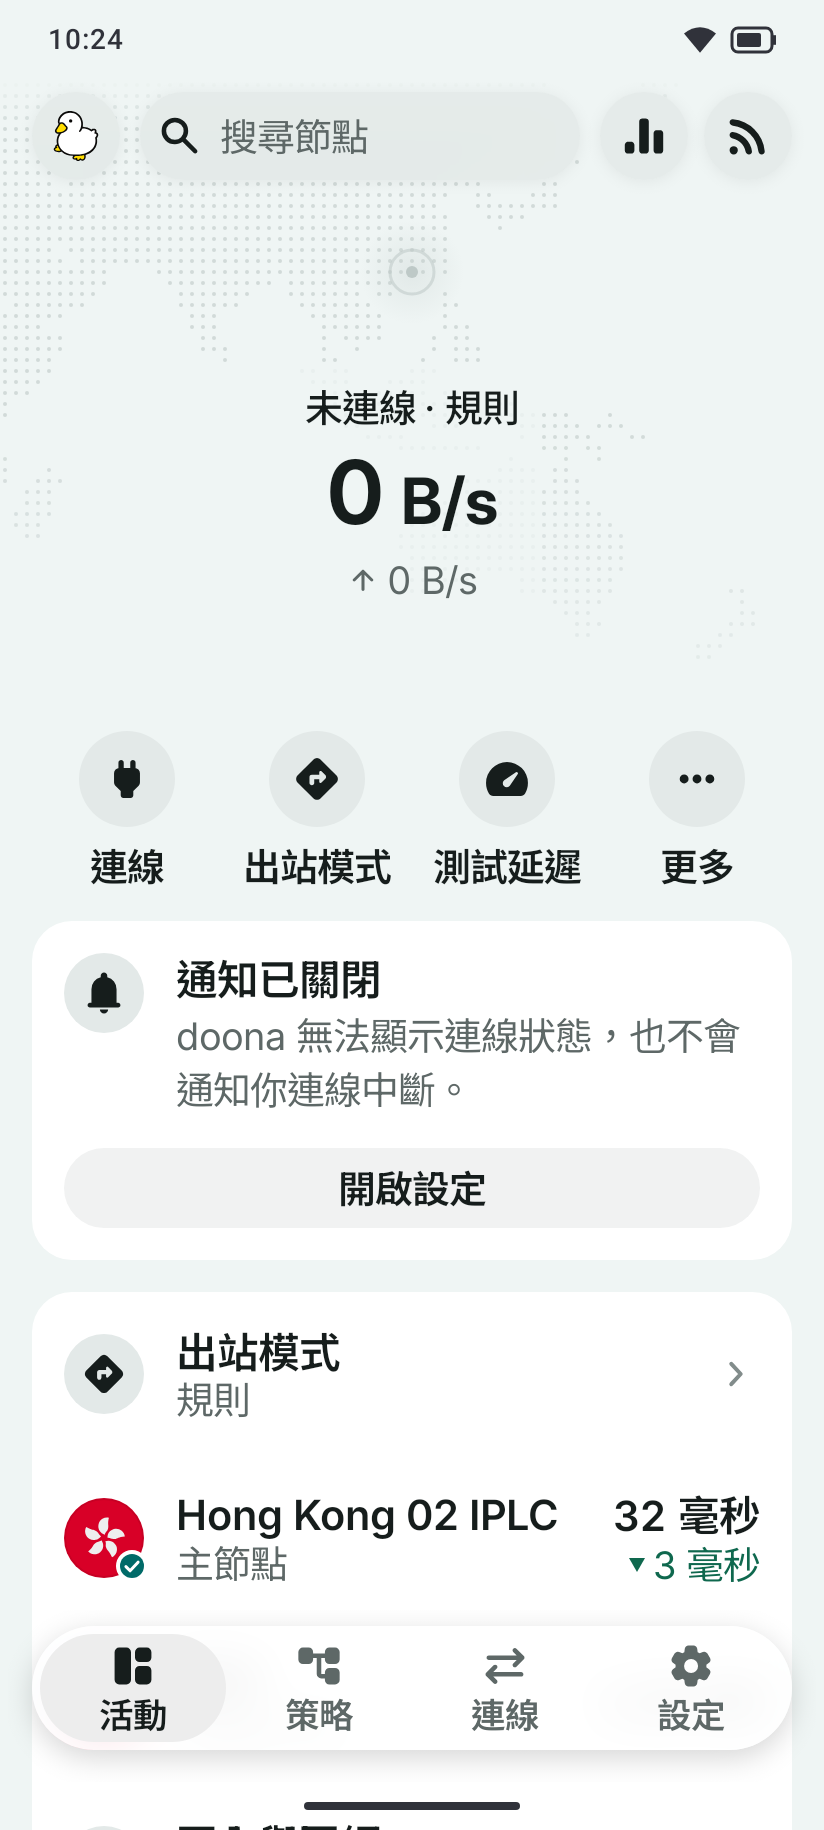 10:24
搜尋節點
未連線 · 規則
0 B/s
↑ 0 B/s
連線
出站模式
測試延遲
更多
通知已關閉
doona 無法顯示連線狀態，也不會
通知你連線中斷。
開啟設定
出站模式
規則
Hong Kong 02 IPLC
32 毫秒
主節點
▼3 毫秒
活動
策略
連線
設定